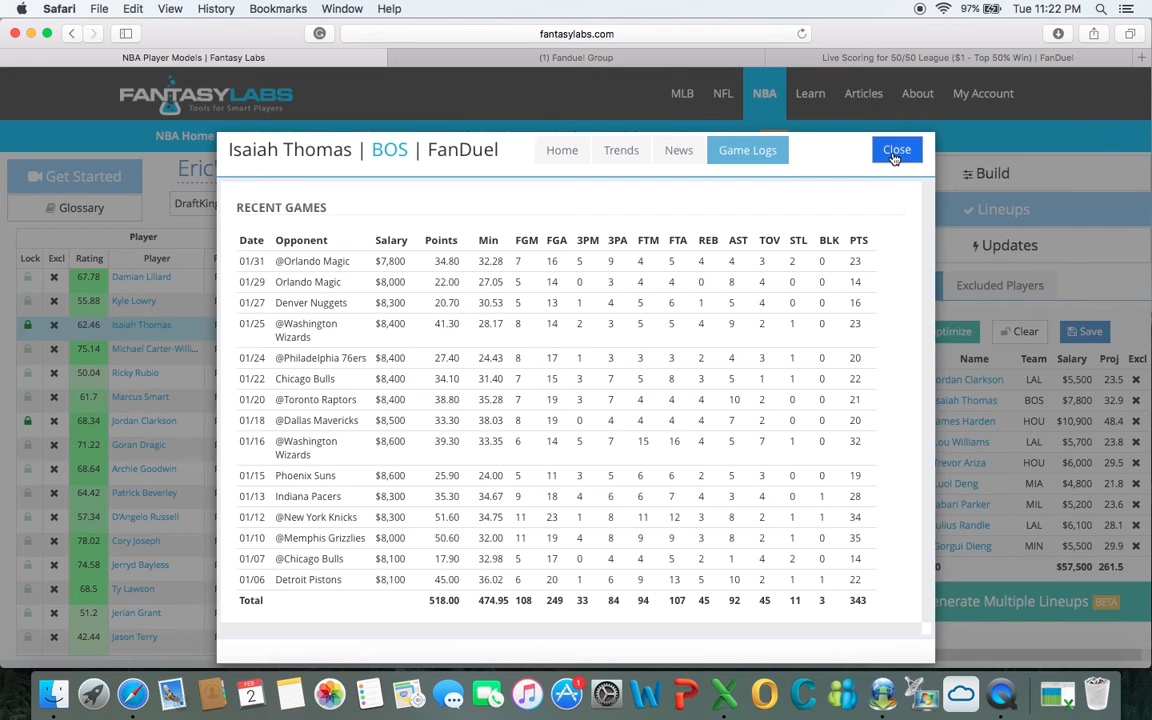 Safari File Edit View History Bookmarks Window Help 97% Tue 11:22 PM
fantasylabs.com
NBA Player Models | Fantasy Labs (1) Fanduel Group Live Scoring for 50/50 League ($1 - Top 50% Win) | FanDuel
FANTASYLABS MLB NFL NBA Learn Articles About My Account
Tools for Smart Players
NBA Home
Isaiah Thomas | BOS | FanDuel Home Trends News Game Logs Close
Get Started Eric
Glossary DraftKing
Build
Lineups
Updates
Excluded Players
Optimize Clear Save
RECENT GAMES
Date Opponent Salary Points Min FGM FGA 3PM 3PA FTM FTA REB AST TOV STL BLK PTS
01/31 @Orlando Magic $7,800 34.80 32.28 7 16 5 9 4 5 4 4 3 2 0 23
01/29 Orlando Magic $8,000 22.00 27.05 5 14 0 3 4 4 0 8 4 0 0 14
01/27 Denver Nuggets $8,300 20.70 30.53 5 13 1 4 5 6 1 5 4 0 0 16
01/25 @Washington Wizards $8,400 41.30 28.17 8 14 2 3 5 5 4 9 2 1 0 23
01/24 @Philadelphia 76ers $8,400 27.40 24.43 8 17 1 3 3 3 2 4 3 1 0 20
01/22 Chicago Bulls $8,400 34.10 31.40 7 15 3 7 5 8 3 5 1 1 0 22
01/20 @Toronto Raptors $8,400 38.80 35.28 7 19 3 7 4 4 4 10 2 0 0 21
01/18 @Dallas Mavericks $8,500 33.30 38.03 8 19 0 4 4 4 4 7 2 0 0 20
01/16 @Washington Wizards $8,600 39.30 33.35 6 14 5 7 15 16 4 5 7 1 0 32
01/15 Phoenix Suns $8,600 25.90 24.00 5 11 3 5 6 6 2 5 3 0 0 19
01/13 Indiana Pacers $8,300 35.30 34.67 9 18 4 6 6 7 4 3 4 0 1 28
01/12 @New York Knicks $8,300 51.60 34.75 11 23 1 8 11 12 3 8 2 1 1 34
01/10 @Memphis Grizzlies $8,000 50.60 32.00 11 19 4 8 9 9 3 8 2 1 0 35
01/07 @Chicago Bulls $8,100 17.90 32.98 5 17 0 4 4 5 2 1 4 2 0 14
01/06 Detroit Pistons $8,100 45.00 36.02 6 20 1 6 9 13 5 10 2 1 1 22
Total 518.00 474.95 108 249 33 84 94 107 45 92 45 11 3 343
Player
Lock Excl Rating Player
67.78 Damian Lillard
55.88 Kyle Lowry
62.46 Isaiah Thomas
75.14 Michael Carter-Willi...
50.04 Ricky Rubio
61.7 Marcus Smart
68.34 Jordan Clarkson
71.22 Goran Dragic
68.64 Archie Goodwin
64.42 Patrick Beverley
57.34 D'Angelo Russell
78.02 Cory Joseph
74.58 Jerryd Bayless
68.5 Ty Lawson
51.2 Jerian Grant
42.44 Jason Terry
Name Team Salary Proj Excl
ordan Clarkson LAL $5,500 23.5
saiah Thomas BOS $7,800 32.9
ames Harden HOU $10,900 48.4
ou Williams LAL $5,700 23.8
revor Ariza HOU $6,000 29.5
uol Deng MIA $4,800 21.8
abari Parker MIL $5,200 23.6
ulius Randle LAL $6,100 28.1
orgui Dieng MIN $5,500 29.9
0 $57,500 261.5
enerate Multiple Lineups BETA
FEB 2 1